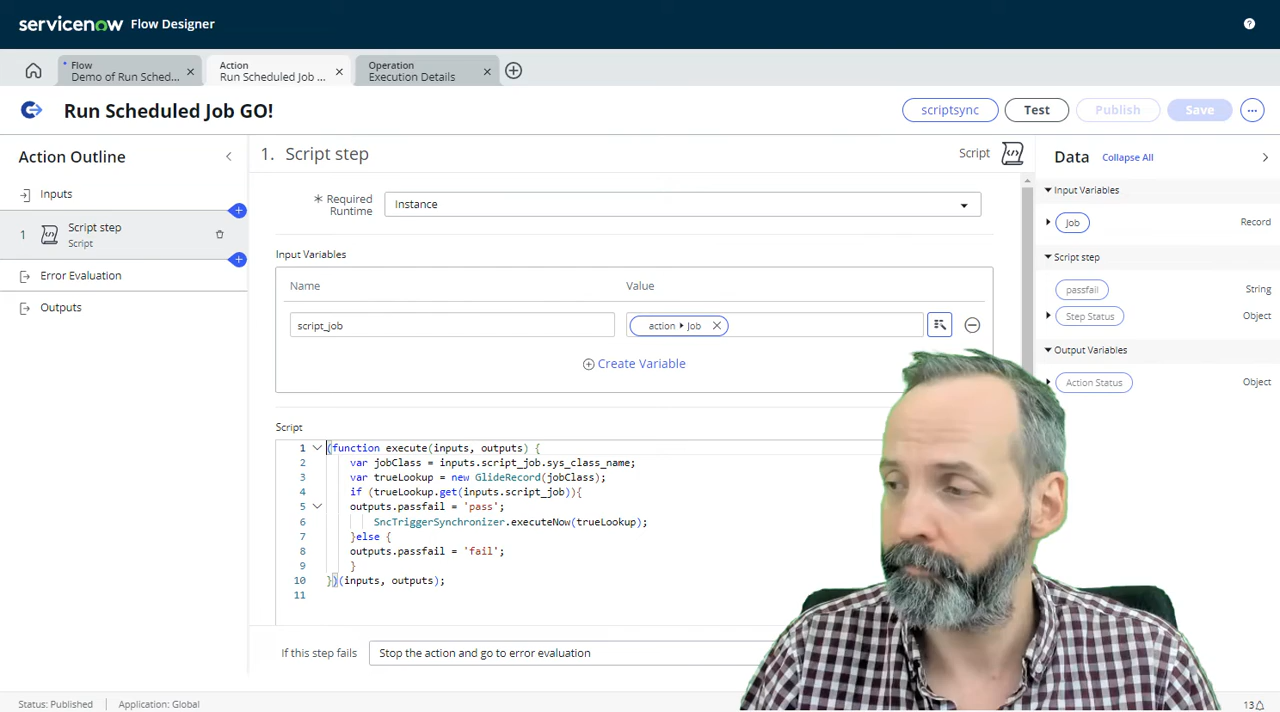 servicenow Flow Designer
Flow
Demo of Run Sched...
Action
Run Scheduled Job ...
Operation
Execution Details
Run Scheduled Job GO!
scriptsync
Test
Publish
Save
Action Outline
Inputs
1
Script step
Script
Error Evaluation
Outputs
1. Script step
Script
* Required Runtime
Instance
Input Variables
Name Value
script_job action Job
Create Variable
Script
1 (function execute(inputs, outputs) {
2 var jobClass = inputs.script_job.sys_class_name;
3 var trueLookup = new GlideRecord(jobClass);
4 if (trueLookup.get(inputs.script_job)){
5 outputs.passfail = 'pass';
6 SncTriggerSynchronizer.executeNow(trueLookup);
7 }else {
8 outputs.passfail = 'fail';
9 }
10 })(inputs, outputs);
11
If this step fails
Stop the action and go to error evaluation
Data Collapse All
Input Variables
Job Record
Script step
passfail String
Step Status Object
Output Variables
Action Status Object
Status: Published
Application: Global
13